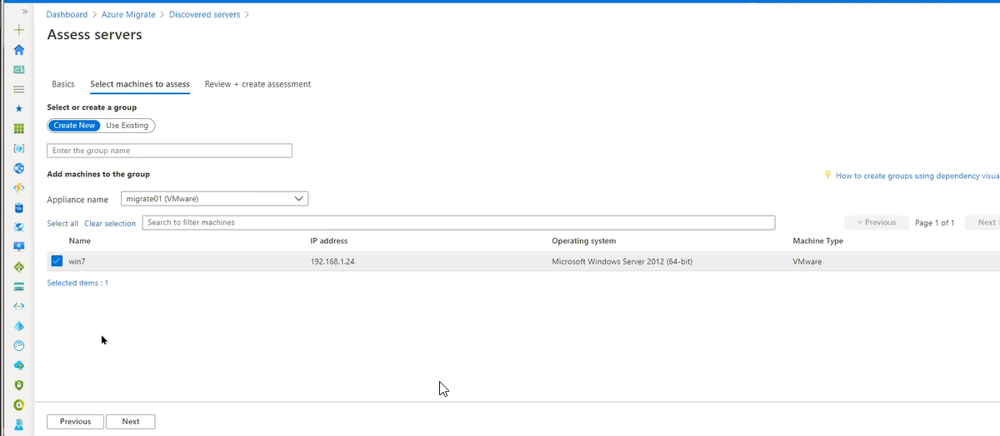 »
Dashboard > Azure Migrate > Discovered servers >
Assess servers
Basics Select machines to assess Review + create assessment
Select or create a group
Create New Use Existing
Enter the group name
Add machines to the group
How to create groups using dependency visua
Appliance name migrate01 (VMware)
Select all Clear selection Search to filter machines < Previous Page 1 of 1 Next >
Name IP address Operating system Machine Type
win7 192.168.1.24 Microsoft Windows Server 2012 (64-bit) VMware
Selected items : 1
Previous Next